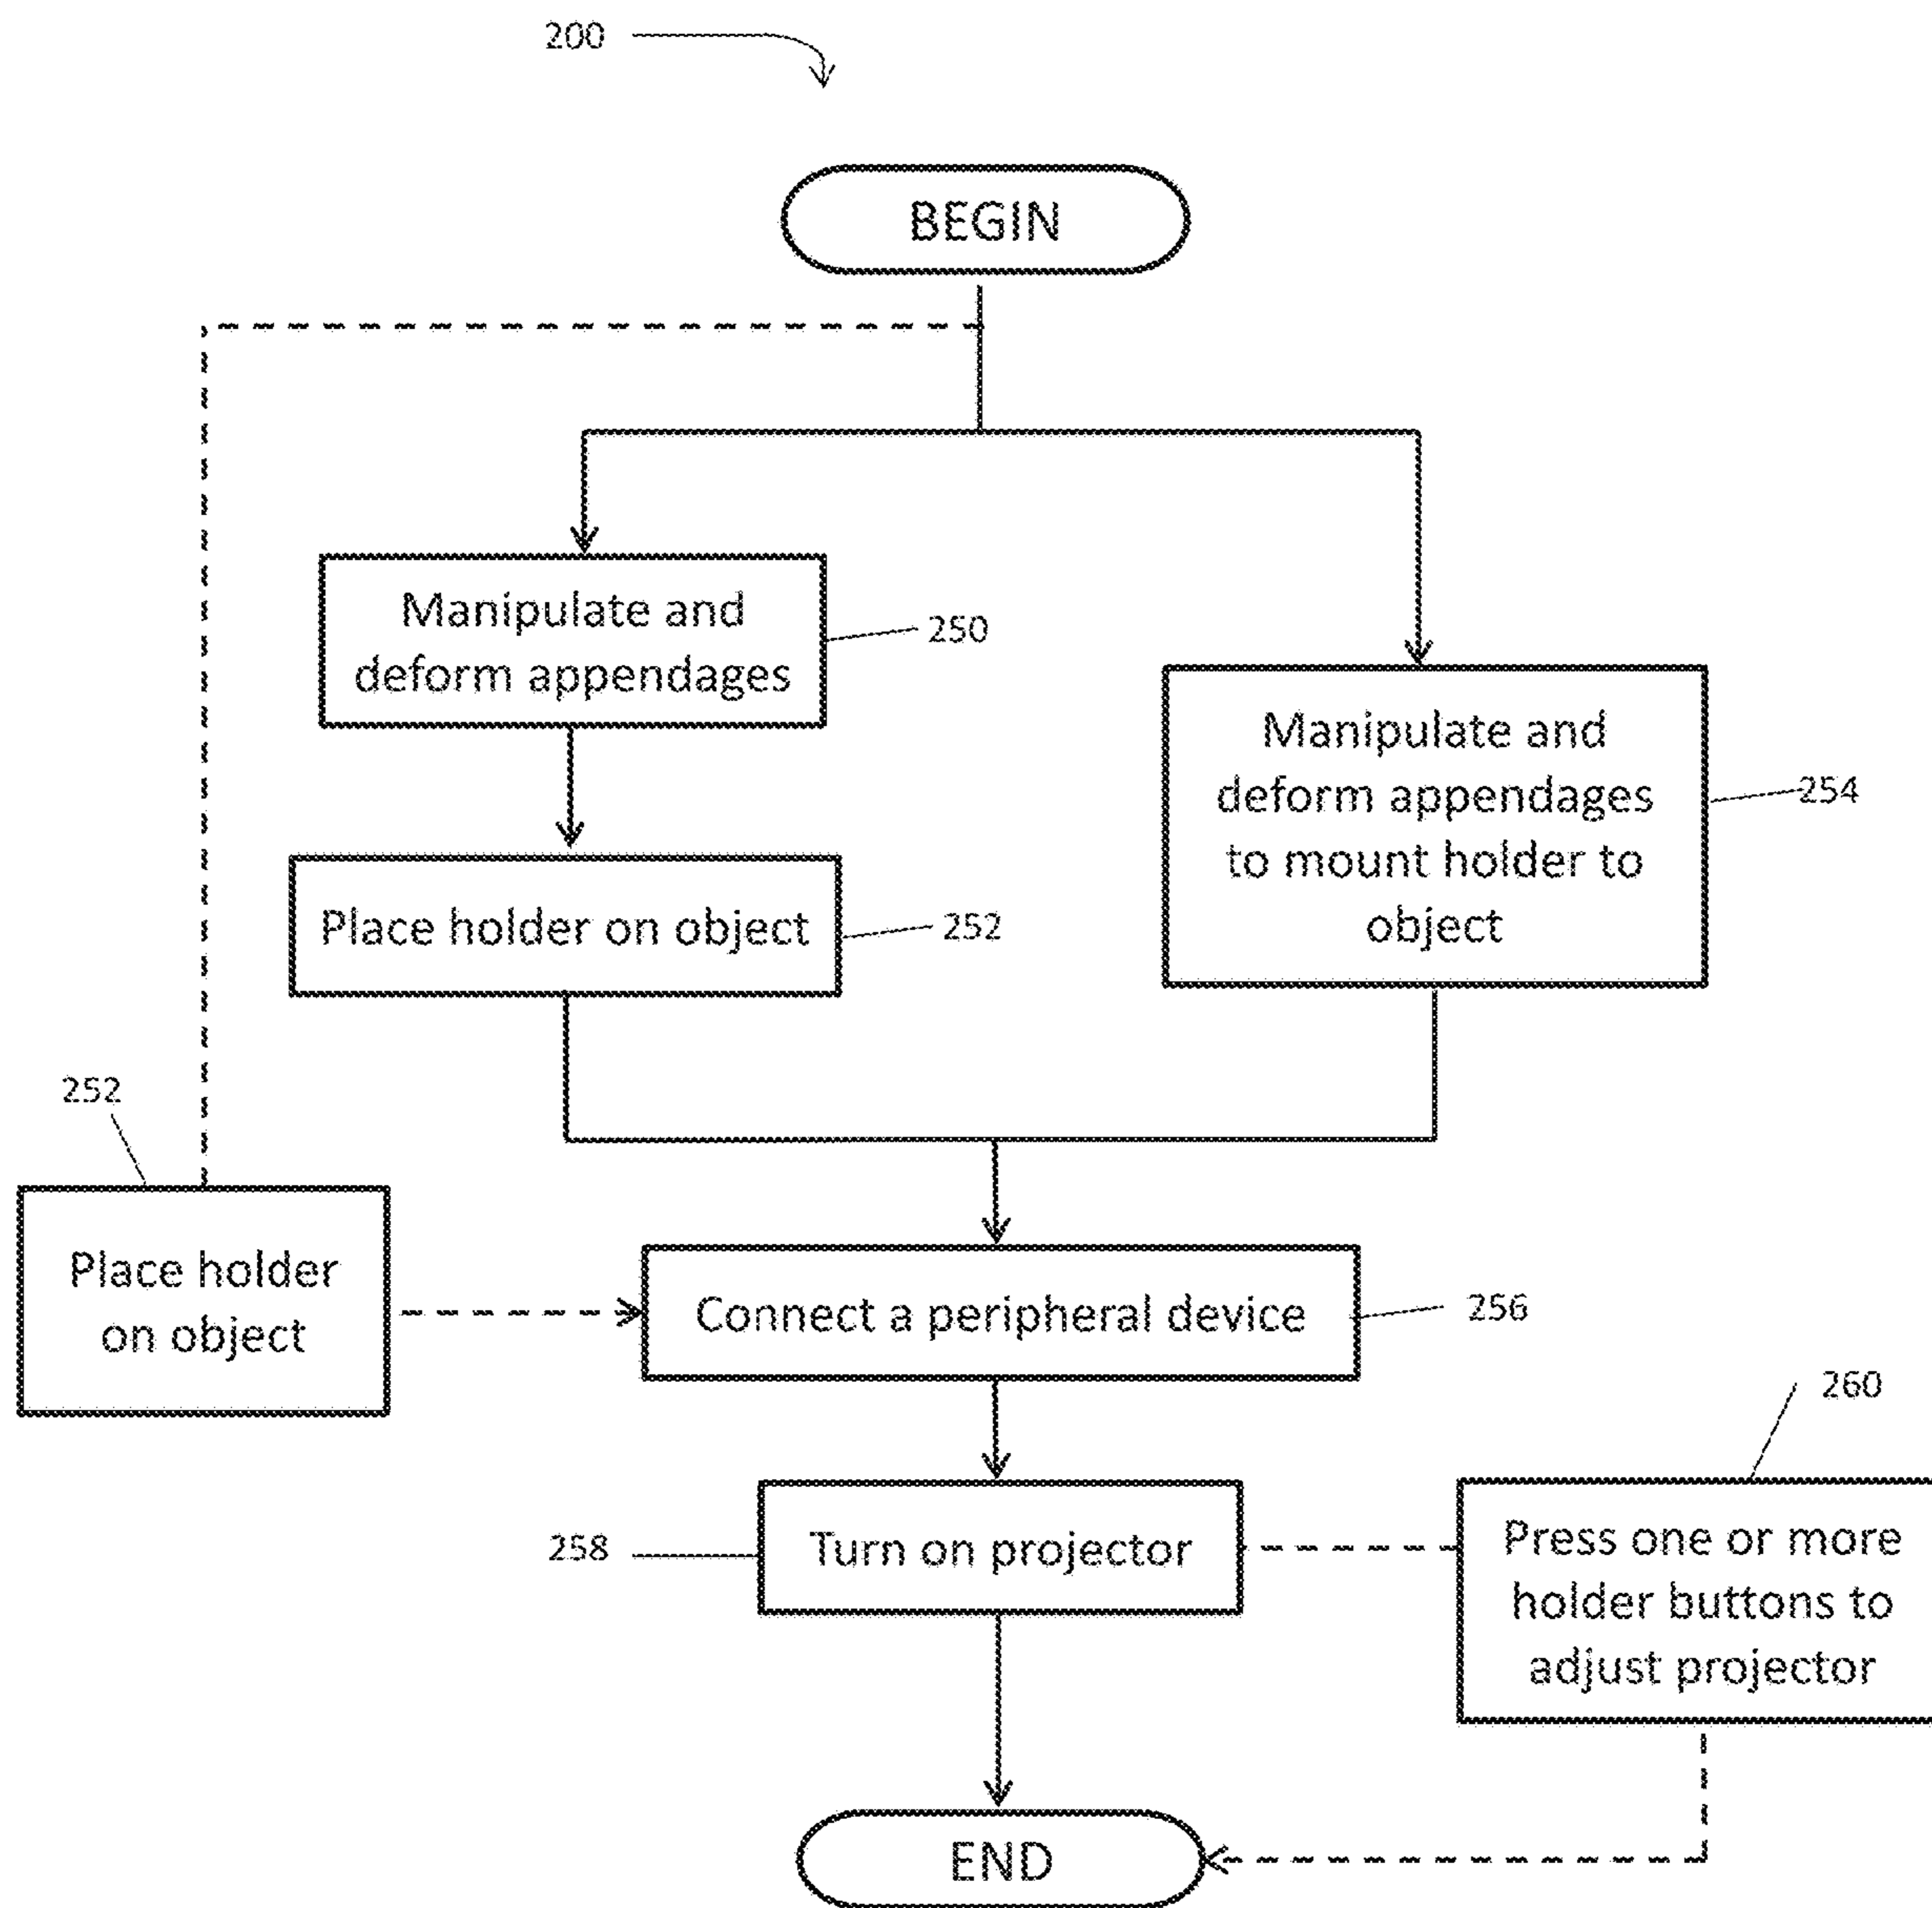 200
BEGIN
Manipulate and
deform appendages
250
Manipulate and
deform appendages
to mount holder to
object
254
Place holder on object
252
252
Place holder
on object
Connect a peripheral device
256
260
258
Turn on projector
Press one or more
holder buttons to
adjust projector
END